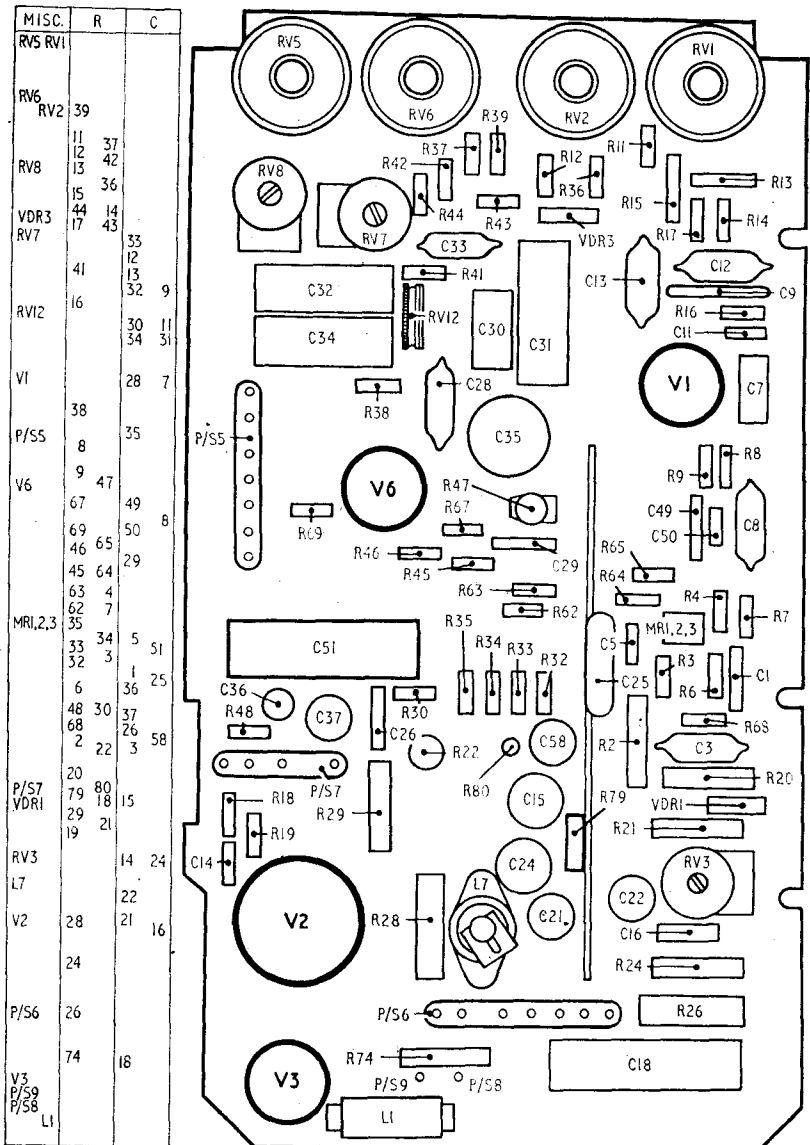 MISC. R C
RV5 RV1
RV6
RV2 39
11
12 37
13 42
RV8
36
15
44 14
VDR3
17 43
RV7
33
12
41 13
32 9
16
RV12
30 11
34 31
V1 28 7
38
P/S5 35
8
9
V6 47
67 49
8
69 50
46 65
29
45 64
63 4
62 7
MR1,2,3 35
34 5
33 51
32 3
1
25
6 36
48 30 37
68 26
2 58
22 3
20
P/S7 80
VDR1 79 18 15
29
19 21
RV3 14 24
L7
22
V2 28 21
16
24
P/S6 26
74 18
V3
P/S9
P/S8
L1
RV5 RV1
RV6 RV2
R39
R37 R11
R42 R12
RV8 R36 R13
R44 R43 R15
RV7 VDR3 R17 R14
C33
C12
R41 C13
C32 C9
RV12 R16
C30 C11
C34 C31
V1 C7
C28
R38
P/S5 C35
R8
R9
V6 R47
C49
R67 C8
R69 C50
R46 C29
R45 R65
R63 R64
R62 R4 R7
MR1,2,3
R35 C5
C51 R34 R33 R32 R3
C25 R6 C1
C36
R30
R48 C37 R68
C26 R22 C58 R2 C3
P/S7 R80 R20
R18 R29 C15 R79 VDR1
R19 R21
C14 C24 RV3
L7 C22
V2 R28 C21
C16
R24
P/S6 R26
R74 C18
V3 P/S9 P/S8
L1